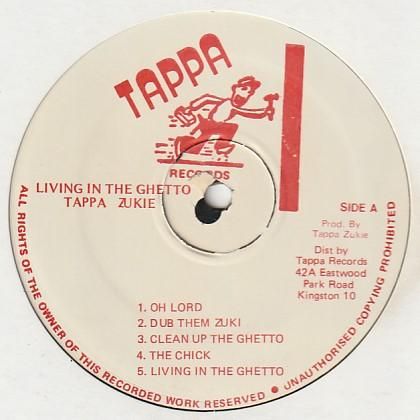 TAPPA
RECORDS
LIVING IN THE GHETTO
TAPPA ZUKIE
SIDE A
Prod. By
Tappa Zukie
Dist by
Tappa Records
42A Eastwood
Park Road
Kingston 10
1. OH LORD
2. DUB THEM ZUKI
3. CLEAN UP THE GHETTO
4. THE CHICK
5. LIVING IN THE GHETTO
ALL RIGHTS OF THE OWNER OF THIS RECORDED WORK RESERVED • UNAUTHORISED COPYING PROHIBITED